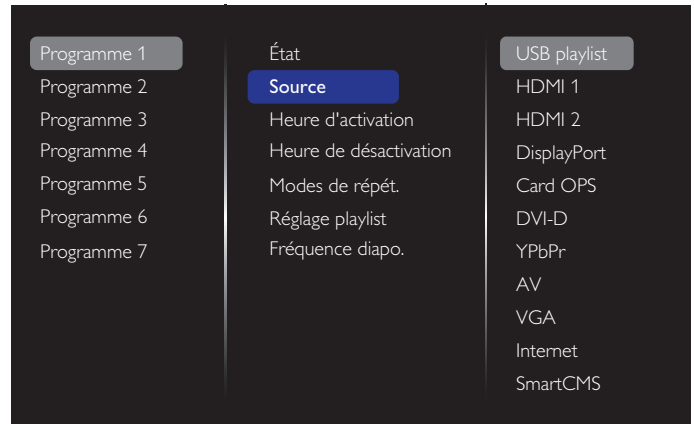 Programme 1
Programme 2
Programme 3
Programme 4
Programme 5
Programme 6
Programme 7
État
Source
Heure d'activation
Heure de désactivation
Modes de répét.
Réglage playlist
Fréquence diapo.
USB playlist
HDMI 1
HDMI 2
DisplayPort
Card OPS
DVI-D
YPbPr
AV
VGA
Internet
SmartCMS